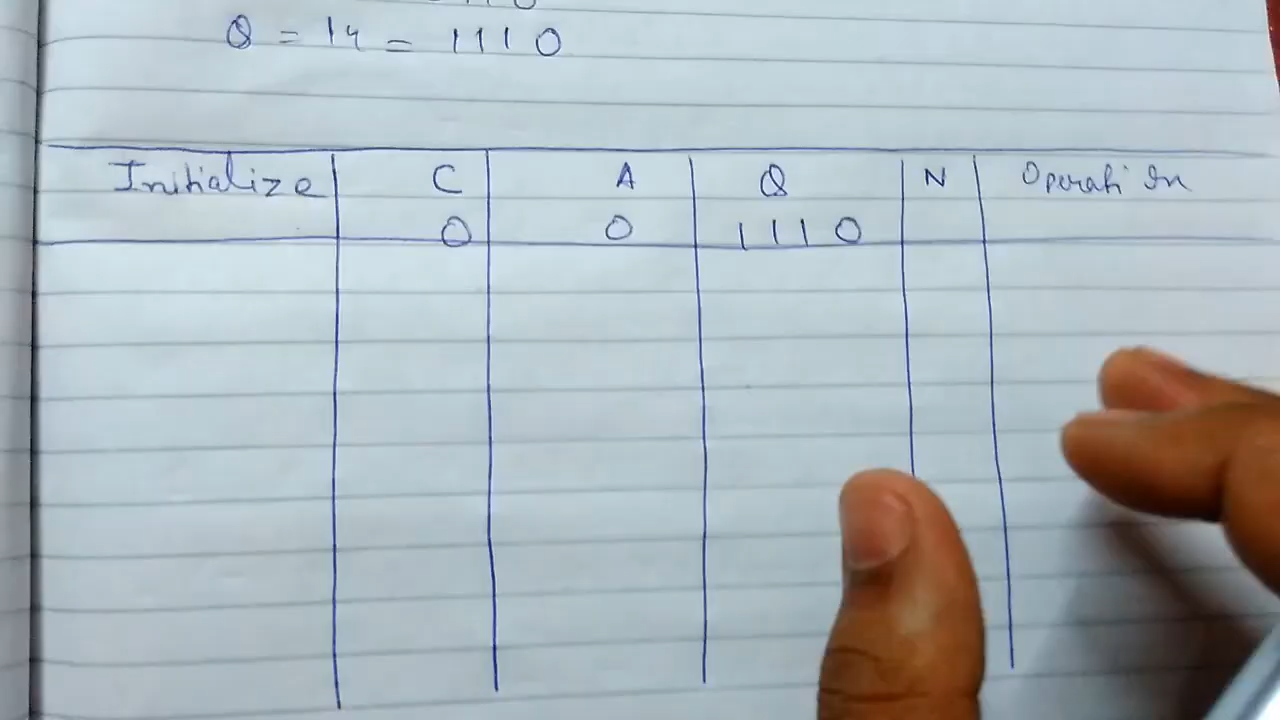 Q = 14 = 1110
Initialize C A Q N Operation
0 0 1110